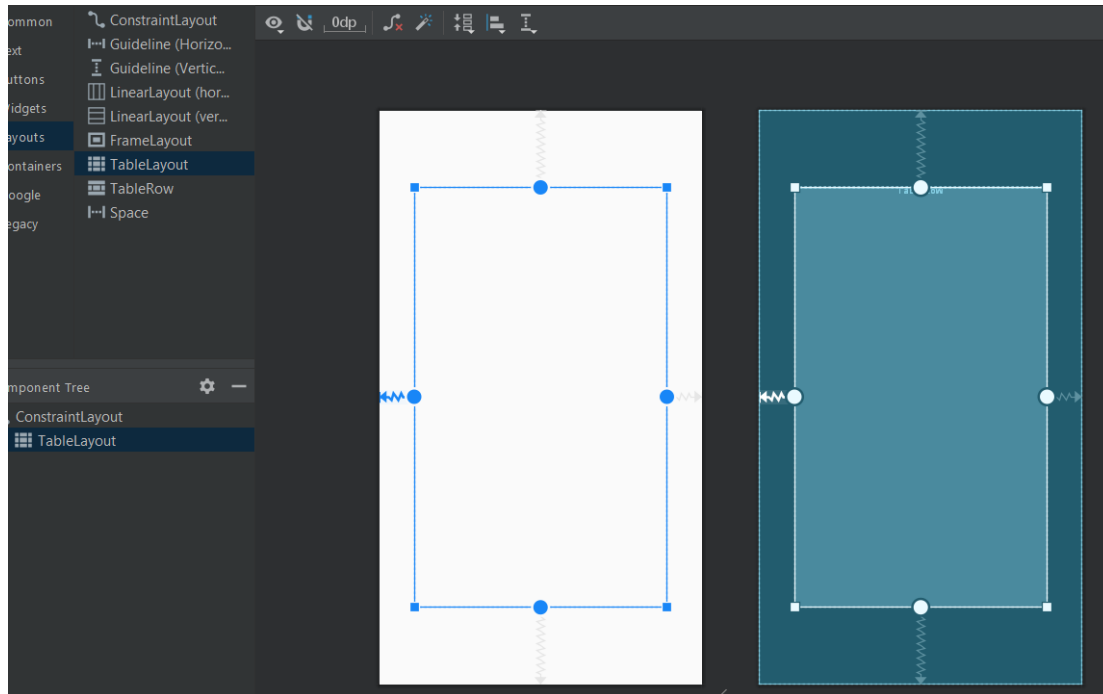 ommon
ext
uttons
Vidgets
ayouts
ontainers
oogle
egacy
ConstraintLayout
Guideline (Horizo...
Guideline (Vertic...
LinearLayout (hor...
LinearLayout (ver...
FrameLayout
TableLayout
TableRow
Space
0dp
mponent Tree
ConstraintLayout
TableLayout